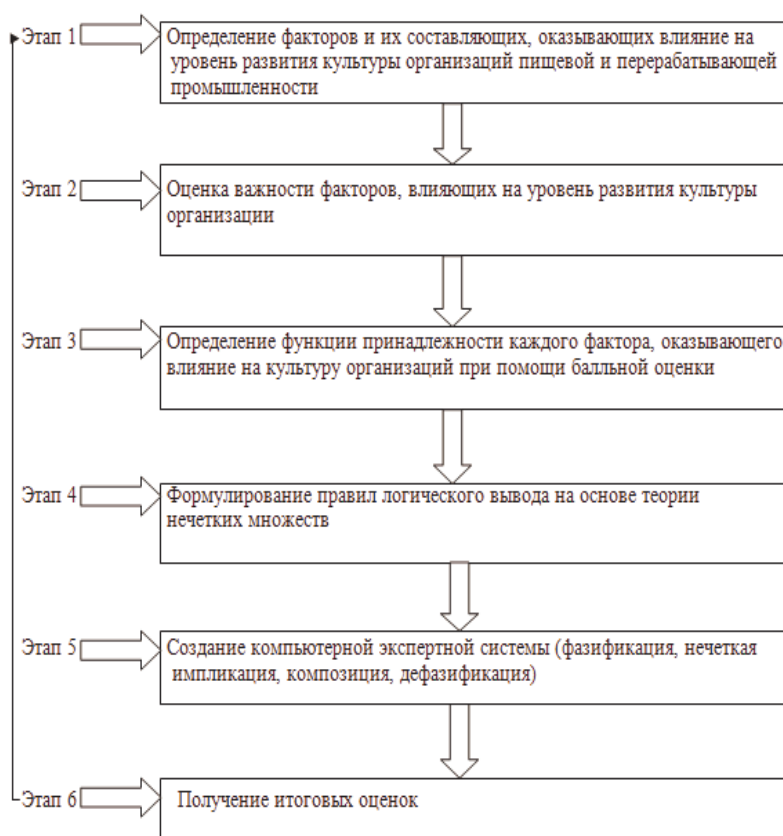 Этап 1
Определение факторов и их составляющих, оказывающих влияние на
уровень развития культуры организаций пищевой и перерабатывающей
промышленности
Этап 2
Оценка важности факторов, влияющих на уровень развития культуры
организации
Этап 3
Определение функции принадлежности каждого фактора, оказывающего
влияние на культуру организаций при помощи балльной оценки
Этап 4
Формулирование правил логического вывода на основе теории
нечетких множеств
Этап 5
Создание компьютерной экспертной системы (фазификация, нечеткая
импликация, композиция, дефазификация)
Этап 6
Получение итоговых оценок